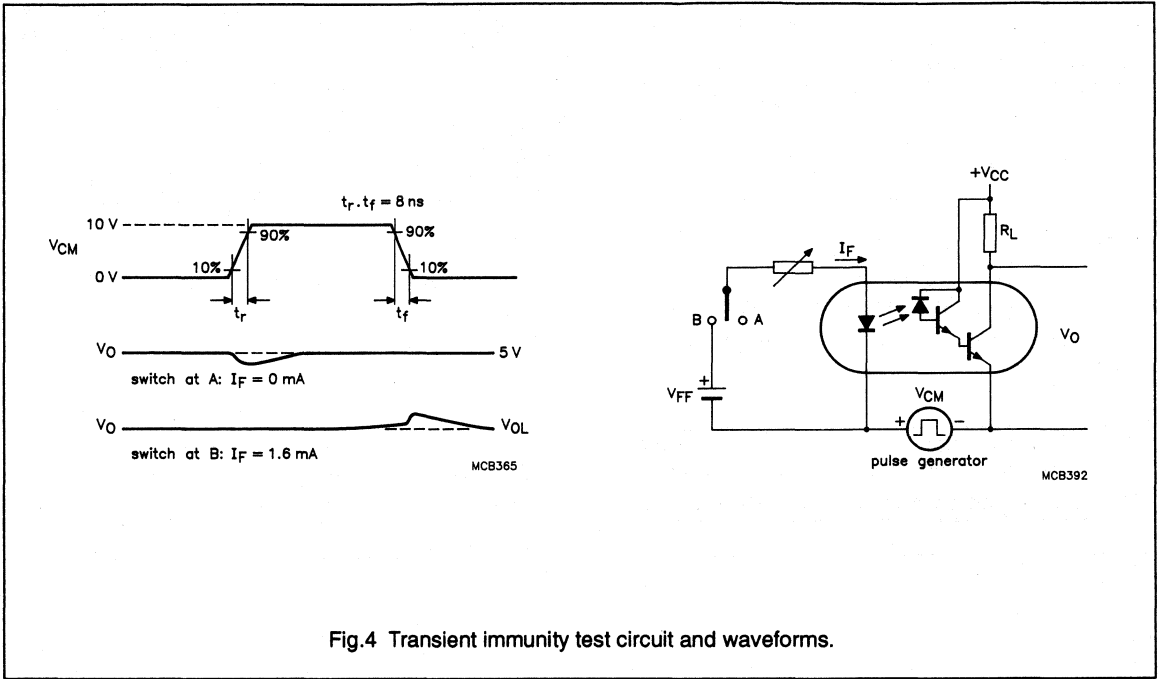 t_r . t_f = 8 ns
10 V
V_CM
90%
90%
10%
10%
0 V
t_r
t_f
V_O
5 V
switch at A: I_F = 0 mA
V_O
V_OL
switch at B: I_F = 1.6 mA
MCB365
+V_CC
R_L
I_F
B
A
V_O
+
V_FF
V_CM
+
−
pulse generator
MCB392
Fig.4 Transient immunity test circuit and waveforms.